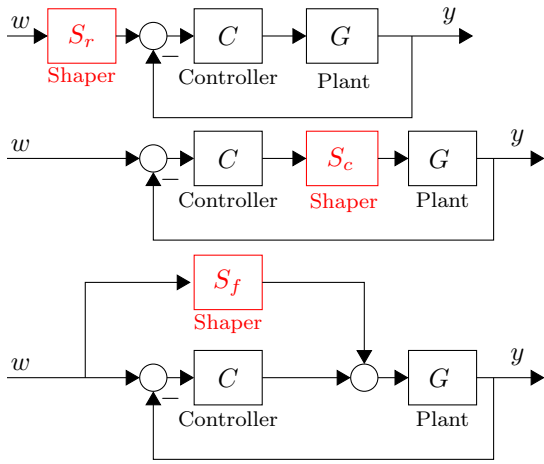 w S_r C G y
−
Shaper Controller Plant
w C S_c G y
−
Controller Shaper Plant
S_f
Shaper
w C G y
−
Controller Plant